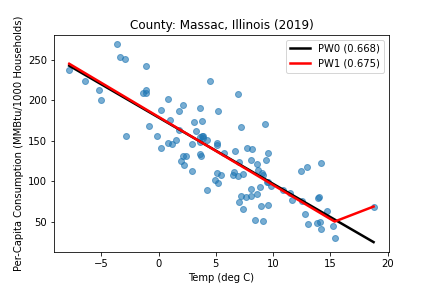 County: Massac, Illinois (2019)
Per-Capita Consumption (MMBtu/1000 Households)
250
200
150
100
50
PW0 (0.668)
PW1 (0.675)
−5 0 5 10 15 20
Temp (deg C)